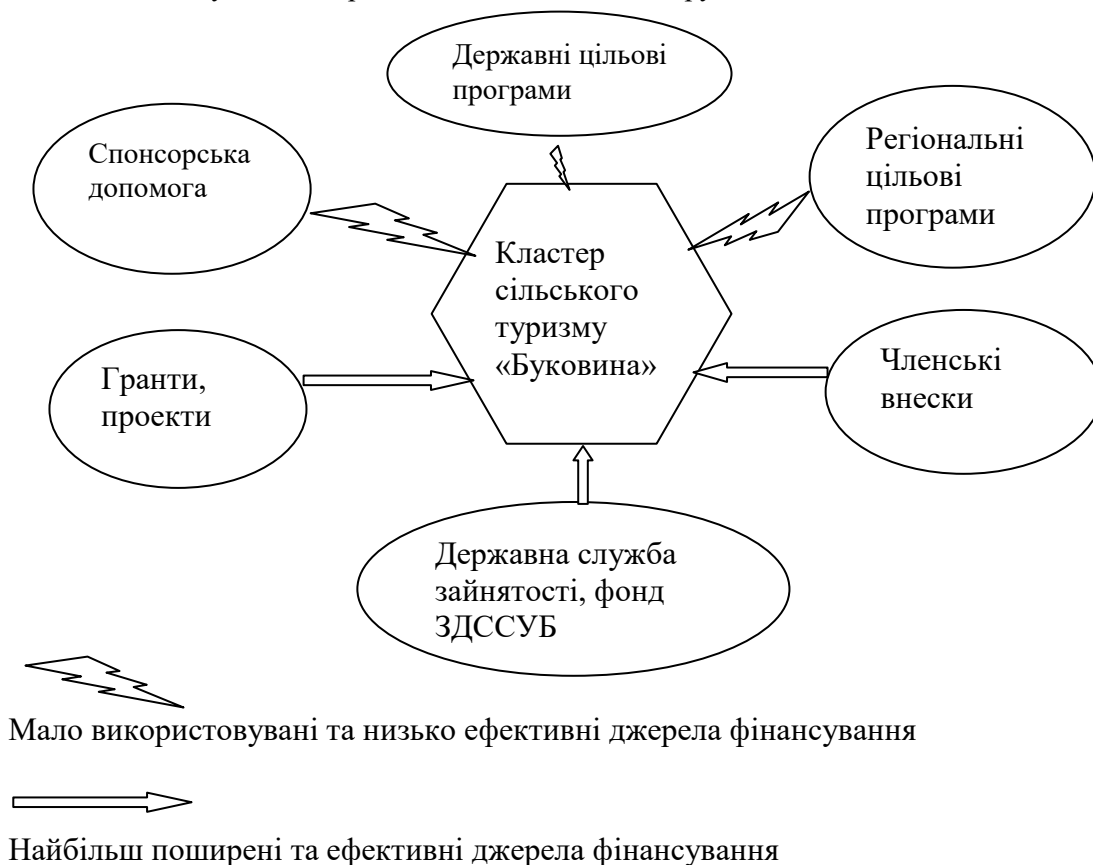 Державні цільові
програми
Спонсорська
допомога
Регіональні
цільові
програми
Кластер
сільського
туризму
«Буковина»
Гранти,
проекти
Членські
внески
Державна служба
зайнятості, фонд
ЗДССУБ
Мало використовувані та низько ефективні джерела фінансування
Найбільш поширені та ефективні джерела фінансування